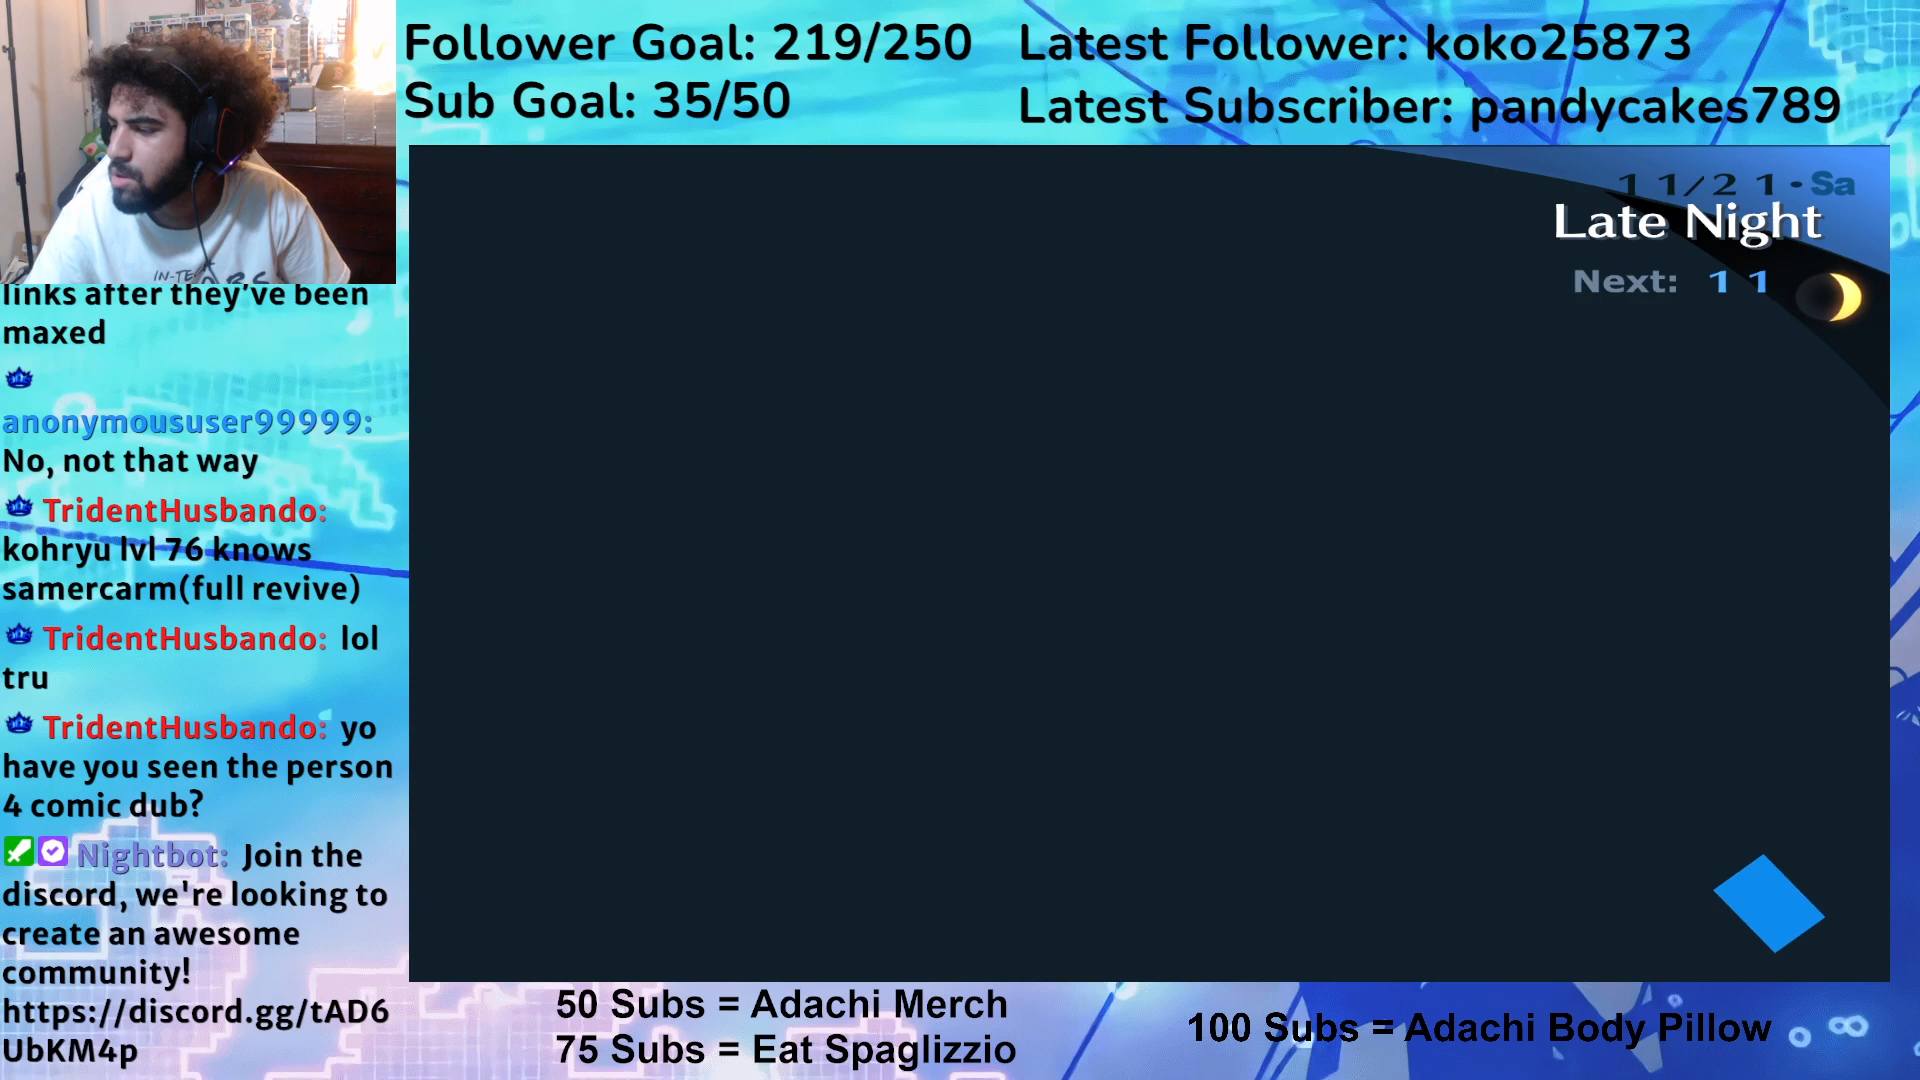 Follower Goal: 219/250
Latest Follower: koko25873
Sub Goal: 35/50
Latest Subscriber: pandycakes789
11/21・Sa
Late Night
Next: 11
IN-TE
links after they've been
maxed
anonymoususer99999:
No, not that way
TridentHusbando:
kohryu lvl 76 knows
samercarm(full revive)
TridentHusbando: lol
tru
TridentHusbando: yo
have you seen the person
4 comic dub?
Nightbot: Join the
discord, we're looking to
create an awesome
community!
https://discord.gg/tAD6
UbKM4p
50 Subs = Adachi Merch
75 Subs = Eat Spaglizzio
100 Subs = Adachi Body Pillow